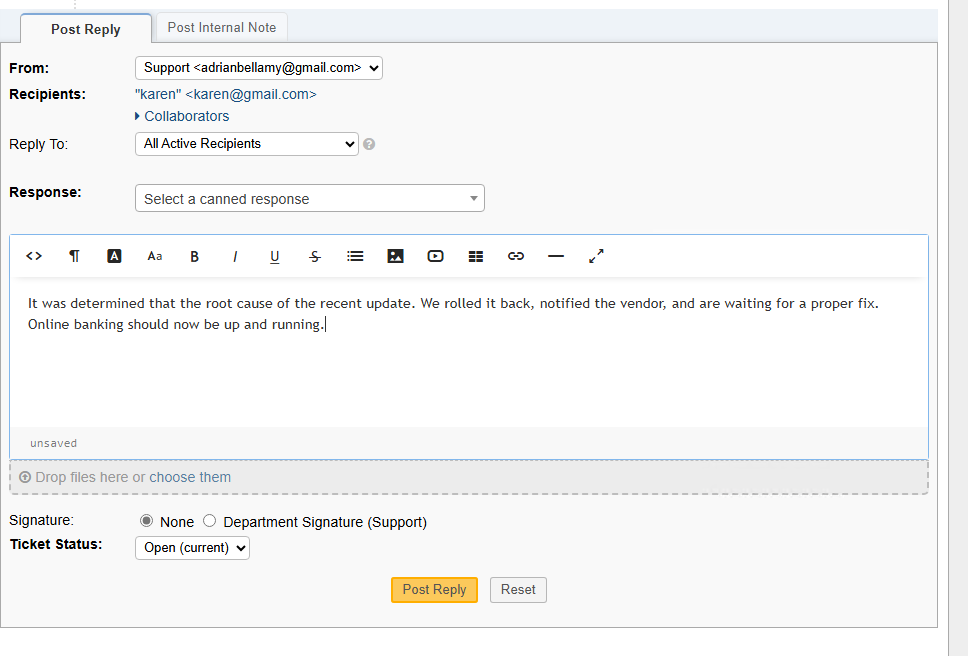 Post Reply
Post Internal Note
From:
Support <adrianbellamy@gmail.com>
Recipients:
"karen" <karen@gmail.com>
Collaborators
Reply To:
All Active Recipients
?
Response:
Select a canned response
<> ¶ A Aa B I U S
It was determined that the root cause of the recent update. We rolled it back, notified the vendor, and are waiting for a proper fix.
Online banking should now be up and running.
unsaved
Drop files here or choose them
Signature:
None
Department Signature (Support)
Ticket Status:
Open (current)
Post Reply
Reset